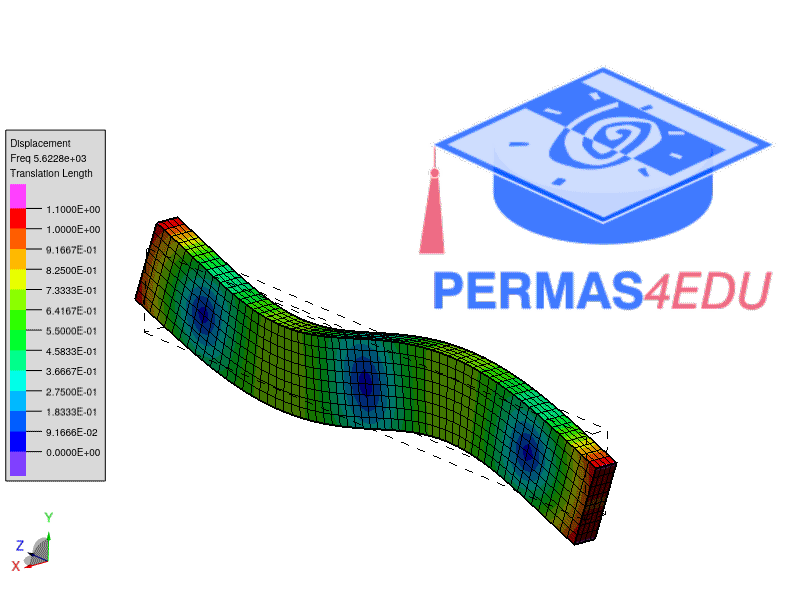 Displacement
Freq 5.6228e+03
Translation Length
1.1000E+00
1.0000E+00
9.1667E-01
8.2500E-01
7.3333E-01
6.4167E-01
5.5000E-01
4.5833E-01
3.6667E-01
2.7500E-01
1.8333E-01
9.1666E-02
0.0000E+00
PERMAS4EDU
Y
Z
X